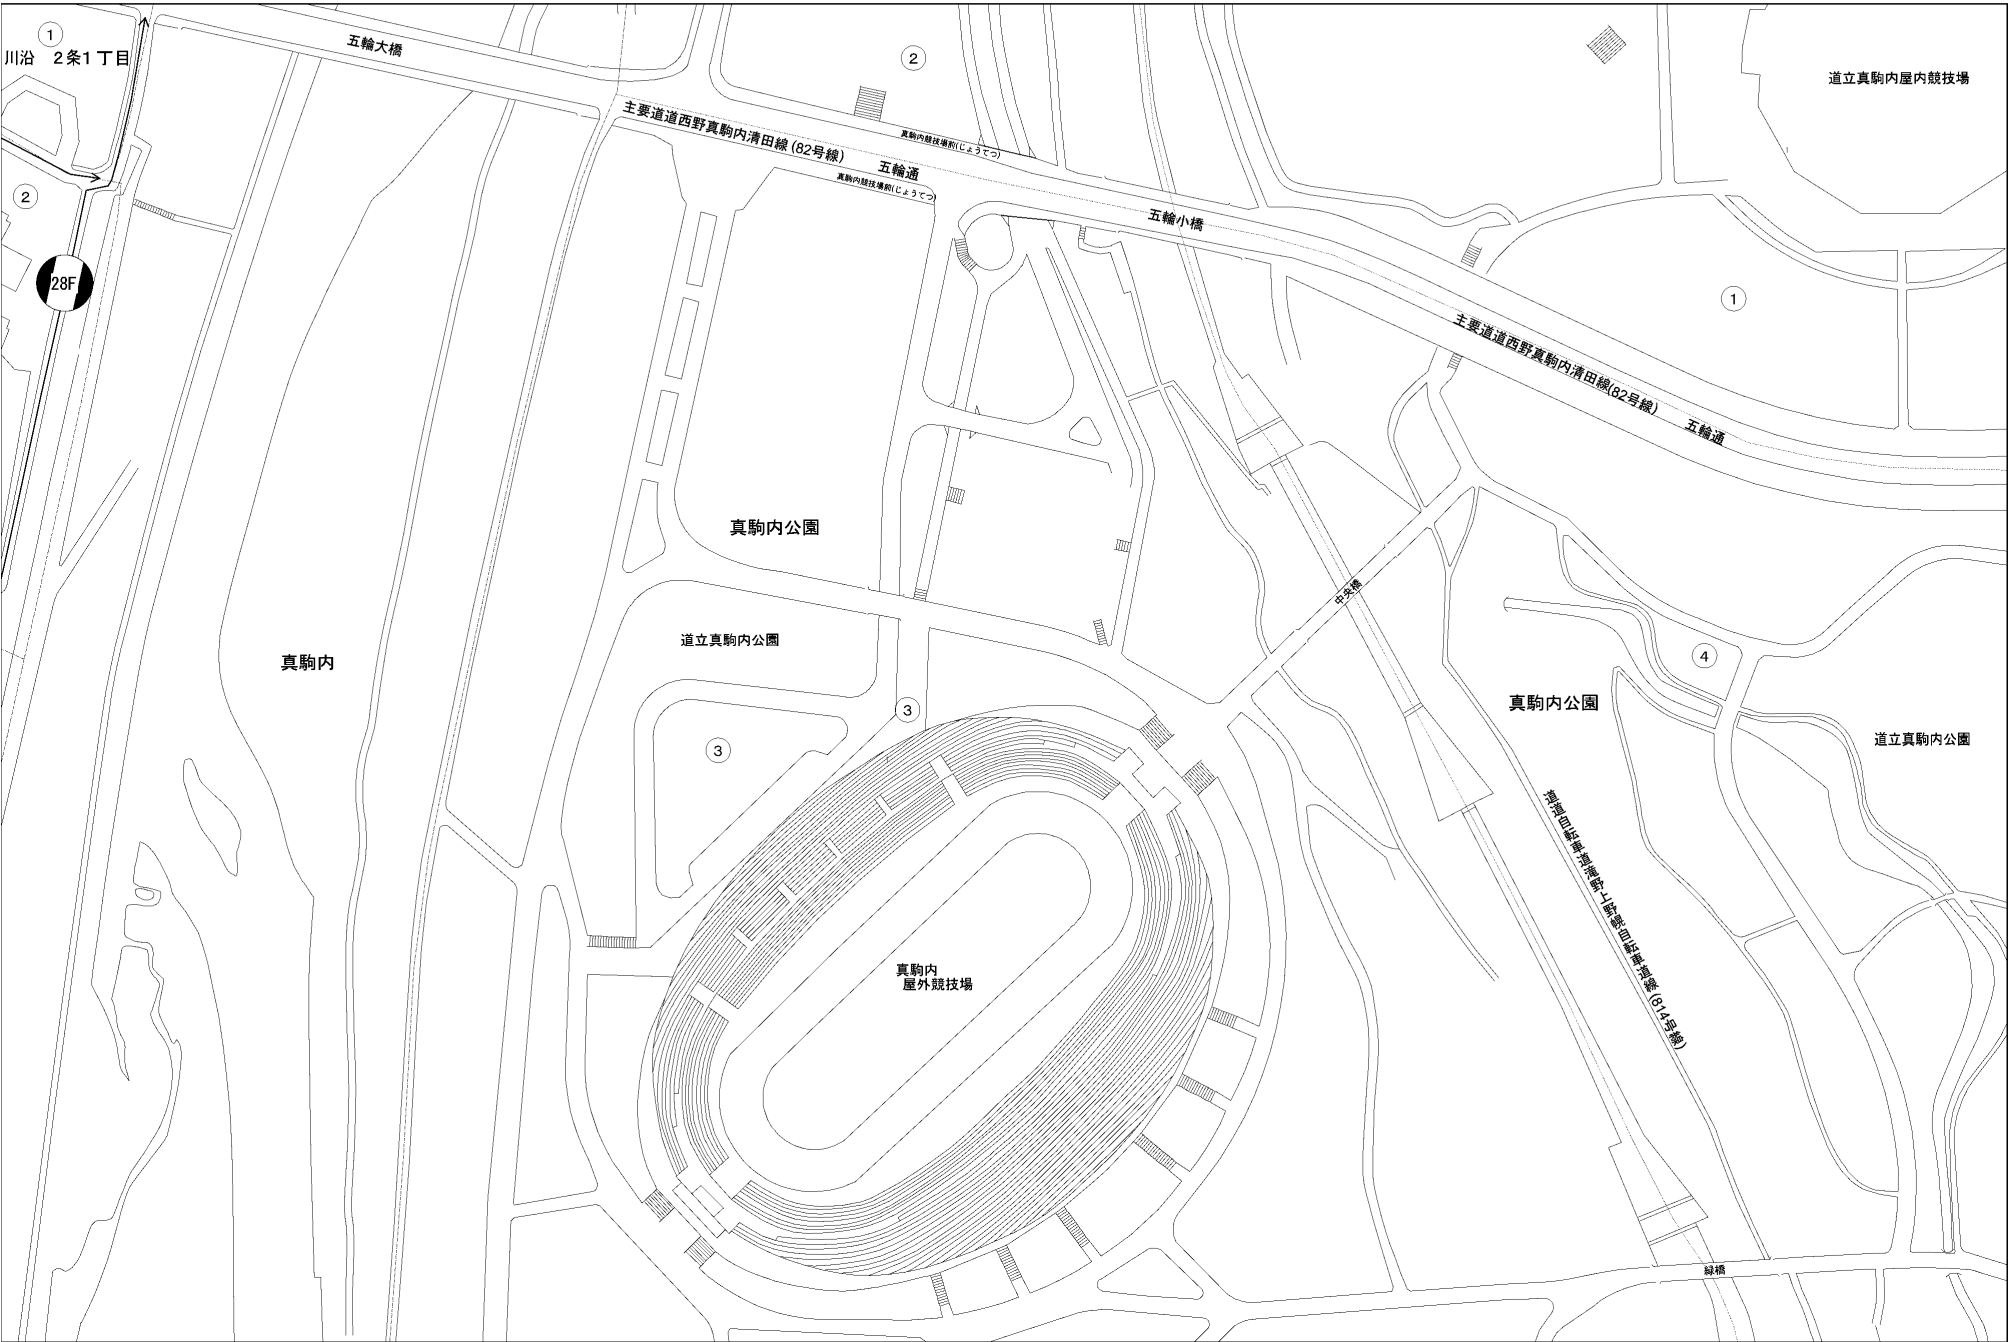 ①
川沿 2条1丁目
五輪大橋
②
道立真駒内屋内競技場
主要道道西野真駒内清田線(82号線) 五輪通
真駒内競技場前(じょうてつ)
真駒内競技場前(じょうてつ)
②
五輪小橋
28F
①
主要道道西野真駒内清田線(82号線) 五輪通
真駒内公園
中央橋
道立真駒内公園
真駒内
④
真駒内公園
③
③
道立真駒内公園
道道自転車道滝野上野幌自転車道線(814号線)
真駒内
屋外競技場
緑橋